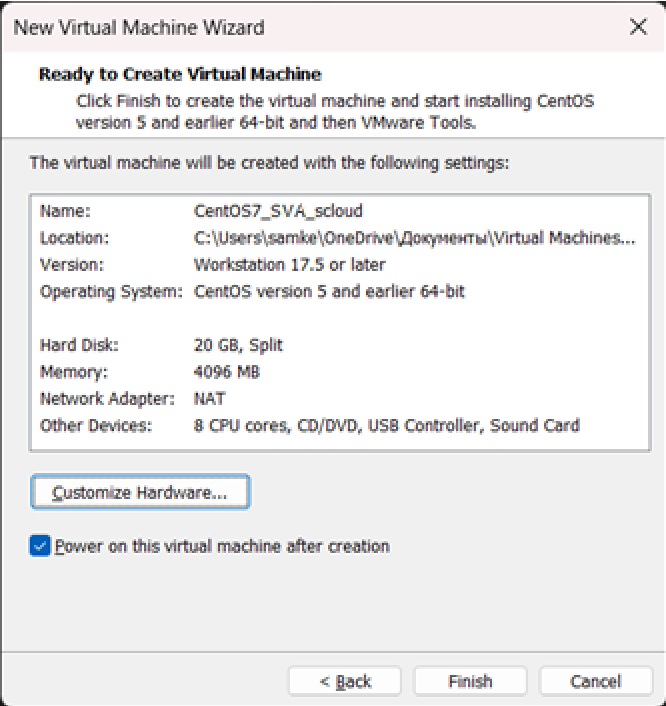 New Virtual Machine Wizard
Ready to Create Virtual Machine
Click Finish to create the virtual machine and start installing CentOS
version 5 and earlier 64-bit and then VMware Tools.
The virtual machine will be created with the following settings:
Name: CentOS7_SVA_scloud
Location: C:\Users\samke\OneDrive\Документы\Virtual Machines...
Version: Workstation 17.5 or later
Operating System: CentOS version 5 and earlier 64-bit
Hard Disk: 20 GB, Split
Memory: 4096 MB
Network Adapter: NAT
Other Devices: 8 CPU cores, CD/DVD, USB Controller, Sound Card
Customize Hardware...
Power on this virtual machine after creation
< Back Finish Cancel